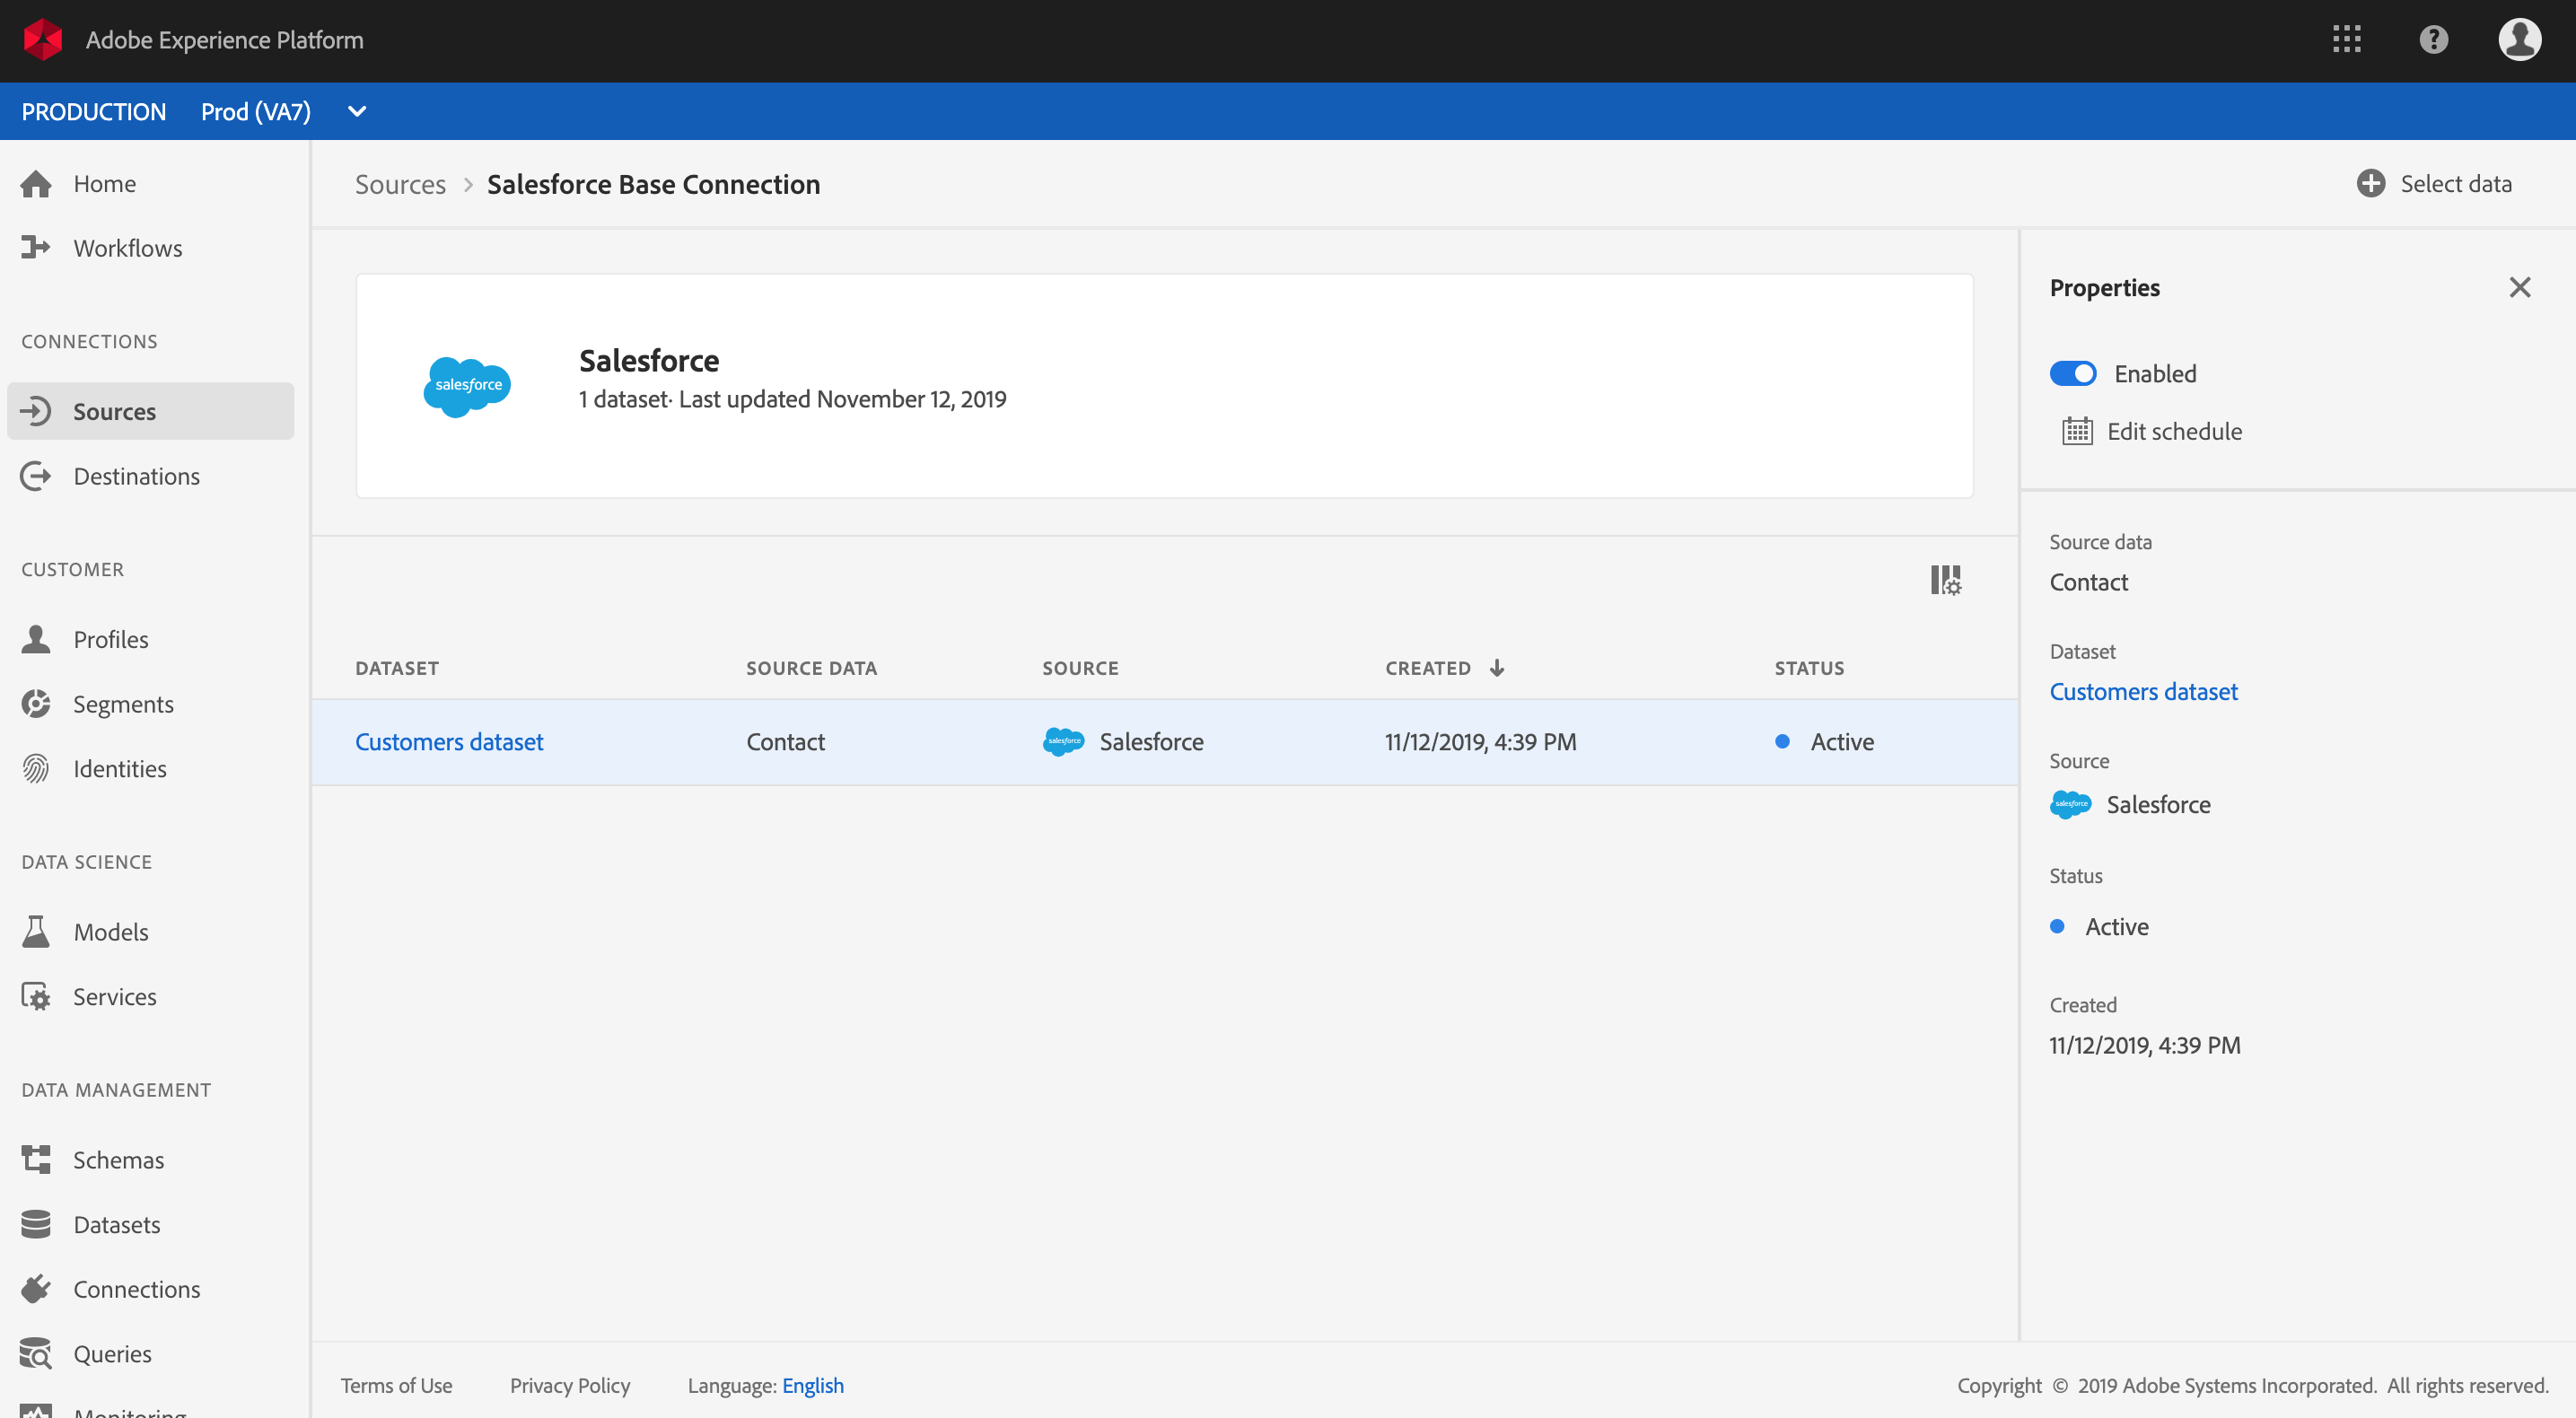 Adobe Experience Platform
?
PRODUCTION Prod (VA7)
Home
Workflows
CONNECTIONS
Sources
Destinations
CUSTOMER
Profiles
Segments
Identities
DATA SCIENCE
Models
Services
DATA MANAGEMENT
Schemas
Datasets
Connections
Queries
Monitoring
Sources > Salesforce Base Connection
Select data
salesforce
Salesforce
1 dataset· Last updated November 12, 2019
DATASET SOURCE DATA SOURCE CREATED ↓ STATUS
Customers dataset Contact salesforce Salesforce 11/12/2019, 4:39 PM Active
Properties
Enabled
Edit schedule
Source data
Contact
Dataset
Customers dataset
Source
salesforce Salesforce
Status
Active
Created
11/12/2019, 4:39 PM
Terms of Use Privacy Policy Language: English
Copyright © 2019 Adobe Systems Incorporated. All rights reserved.